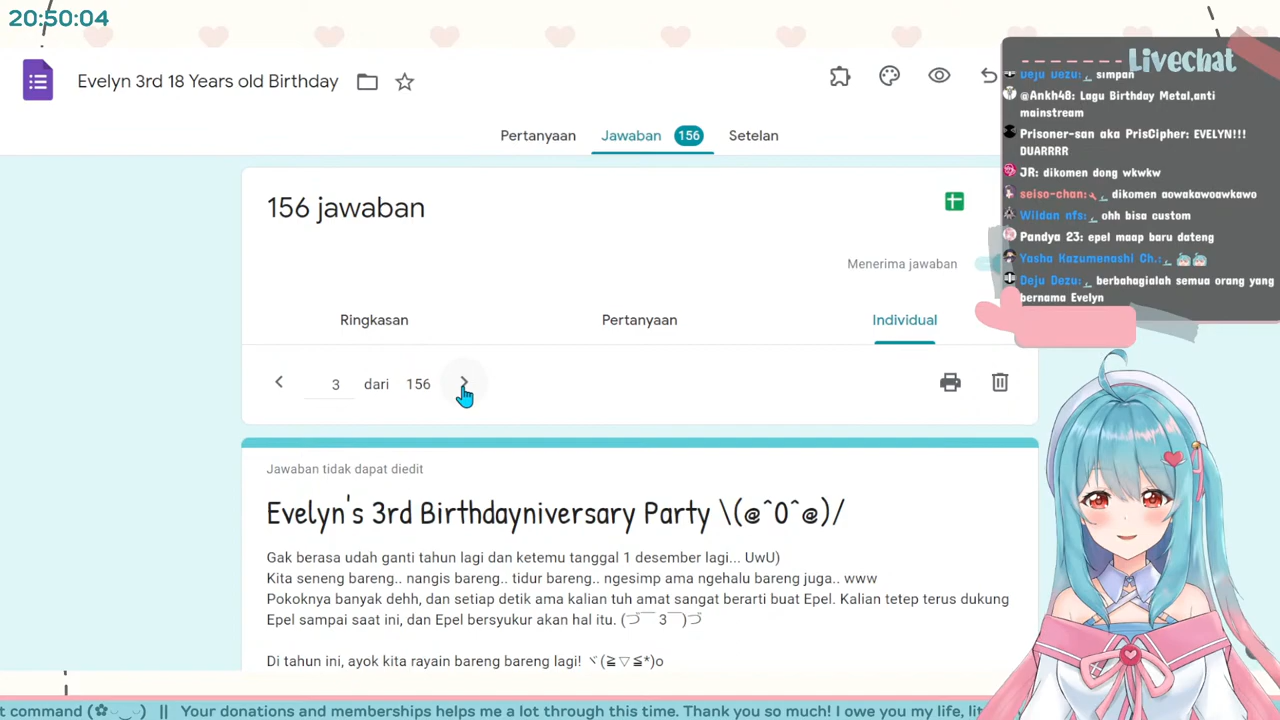 20:50:04
Evelyn 3rd 18 Years old Birthday
Pertanyaan
Jawaban 156
Setelan
156 jawaban
Menerima jawaban
Ringkasan
Pertanyaan
Individual
3 dari 156
Jawaban tidak dapat diedit
Evelyn's 3rd Birthdayniversary Party \(@^0^@)/
Gak berasa udah ganti tahun lagi dan ketemu tanggal 1 desember lagi... UwU)
Kita seneng bareng.. nangis bareng.. tidur bareng.. ngesimp ama ngehalu bareng juga.. www
Pokoknya banyak dehh, dan setiap detik ama kalian tuh amat sangat berarti buat Epel. Kalian tetep terus dukung
Epel sampai saat ini, dan Epel bersyukur akan hal itu. (づ￣ 3￣)づ
Di tahun ini, ayok kita rayain bareng bareng lagi! ヾ(≧▽≦*)o
Livechat
Deju Dezu: simpan
@Ankh48: Lagu Birthday Metal,anti
mainstream
Prisoner-san aka PrisCipher: EVELYN!!!
DUARRRR
JR: dikomen dong wkwkw
seiso-chan: dikomen aowakawoawkawo
Wildan nfs: ohh bisa custom
Pandya 23: epel maap baru dateng
Yasha Kazumenashi Ch.:
Deju Dezu: berbahagialah semua orang yang
bernama Evelyn
t command (✿◡‿◡) || Your donations and memberships helps me a lot through this time. Thank you so much! I owe you my life, lit